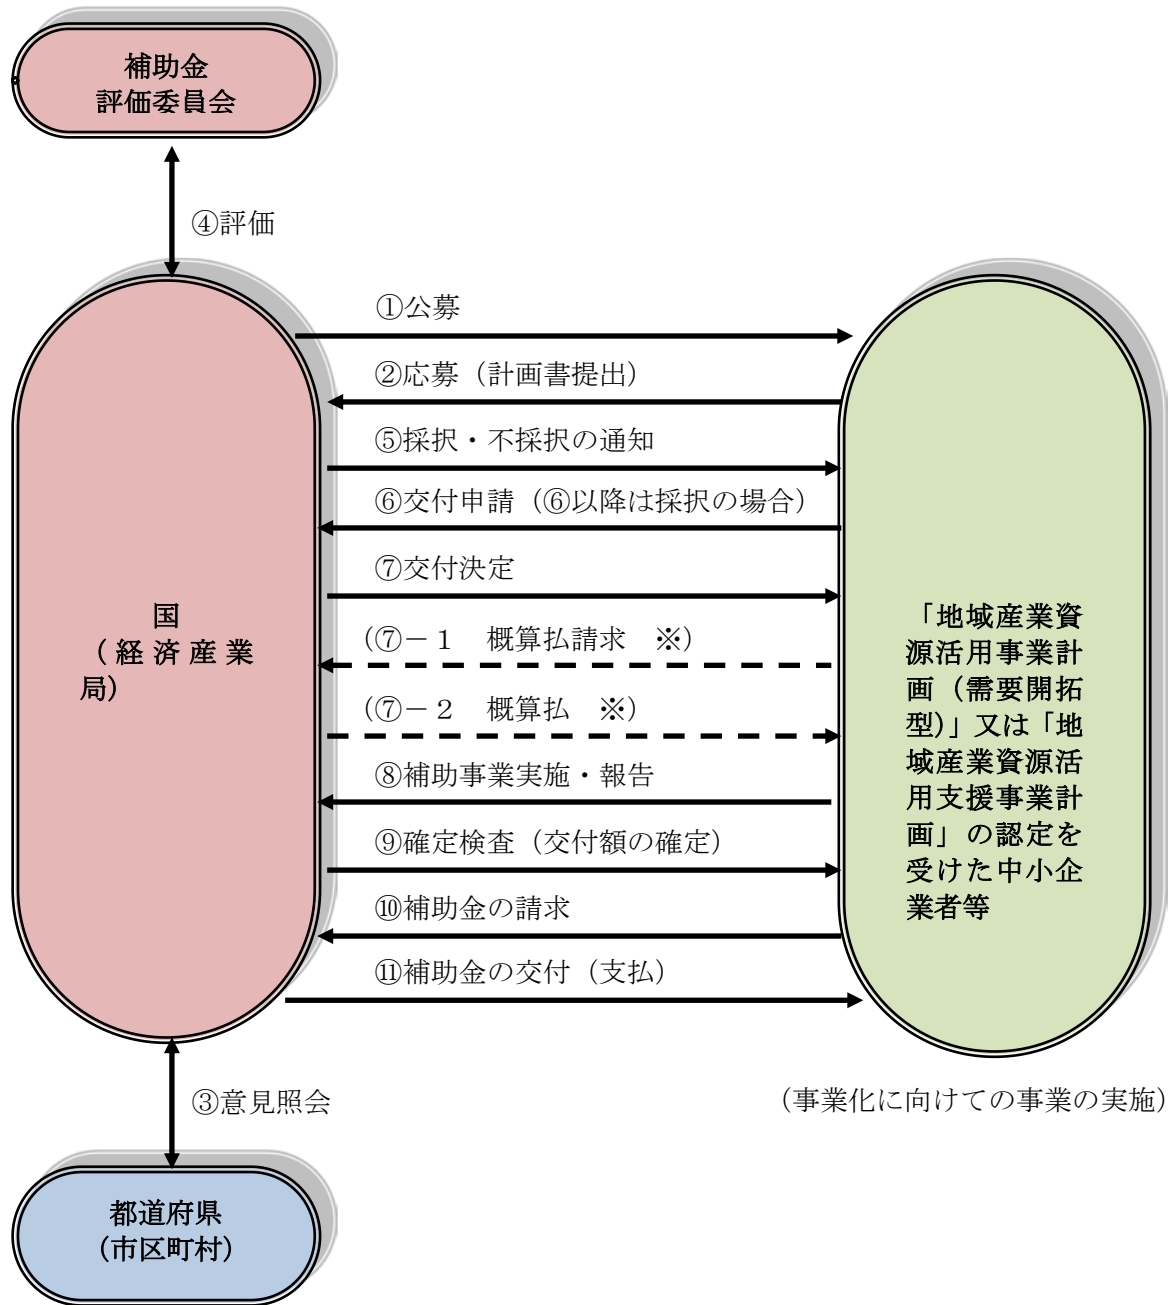 補助金
評価委員会
④評価
①公募
②応募（計画書提出）
⑤採択・不採択の通知
⑥交付申請（⑥以降は採択の場合）
⑦交付決定
（⑦－１　概算払請求　※）
（⑦－２　概算払　※）
⑧補助事業実施・報告
⑨確定検査（交付額の確定）
⑩補助金の請求
⑪補助金の交付（支払）
国
（経済産業
局）
「地域産業資
源活用事業計
画（需要開拓
型）」又は「地
域産業資源活
用支援事業計
画」の認定を
受けた中小企
業者等
③意見照会
（事業化に向けての事業の実施）
都道府県
（市区町村）